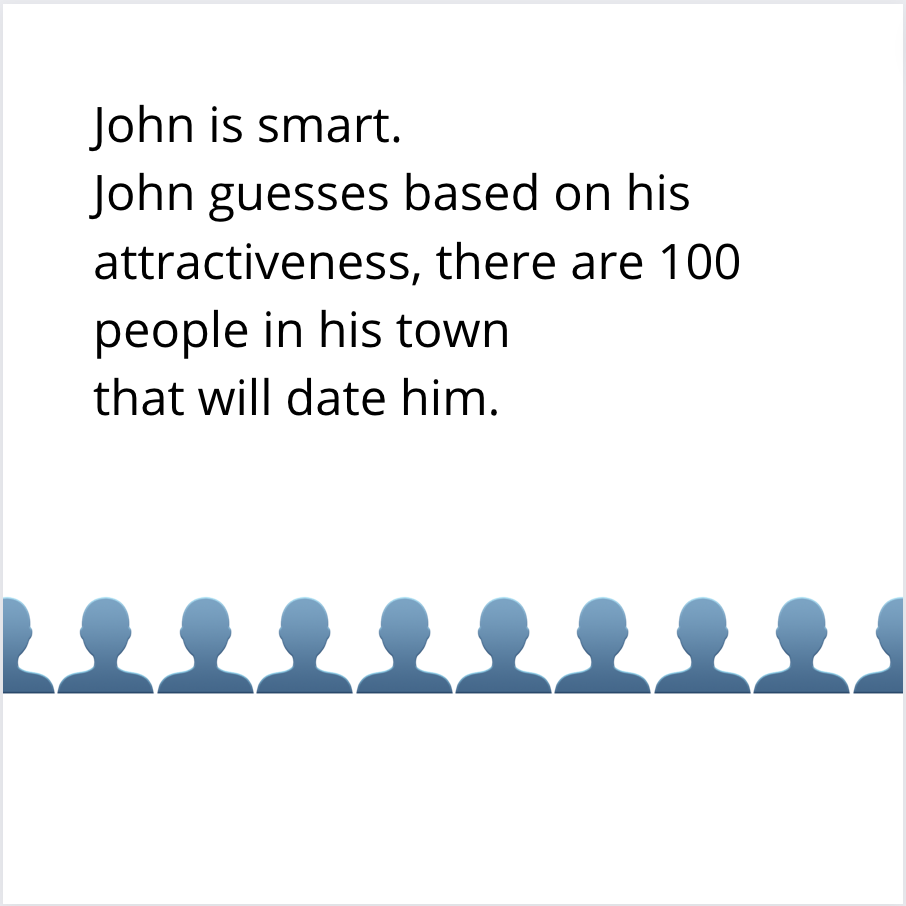 John is smart.
John guesses based on his
attractiveness, there are 100
people in his town
that will date him.